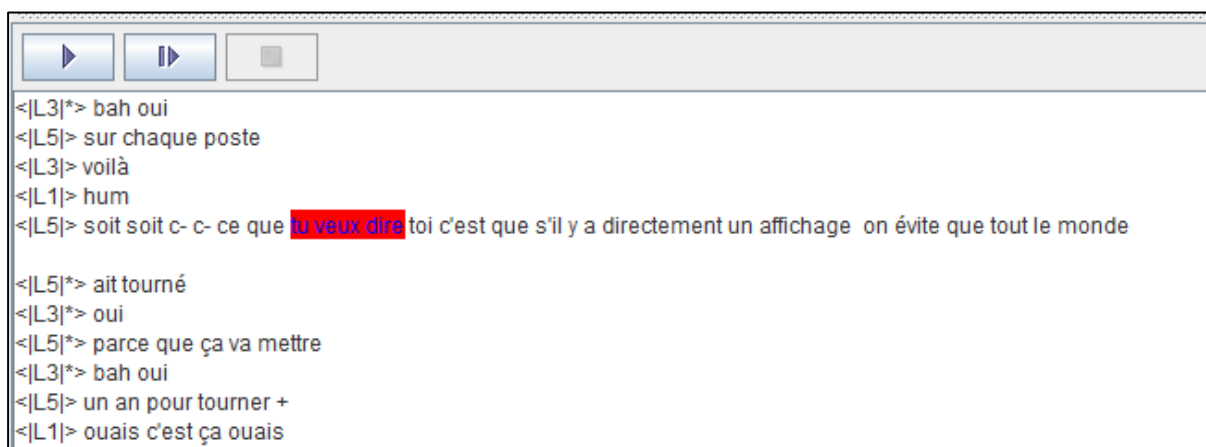 <|L3|*> bah oui
<|L5|> sur chaque poste
<|L3|> voilà
<|L1|> hum
<|L5|> soit soit c- c- ce que tu veux dire toi c'est que s'il y a directement un affichage  on évite que tout le monde
<|L5|*> ait tourné
<|L3|*> oui
<|L5|*> parce que ça va mettre
<|L3|*> bah oui
<|L5|> un an pour tourner +
<|L1|> ouais c'est ça ouais